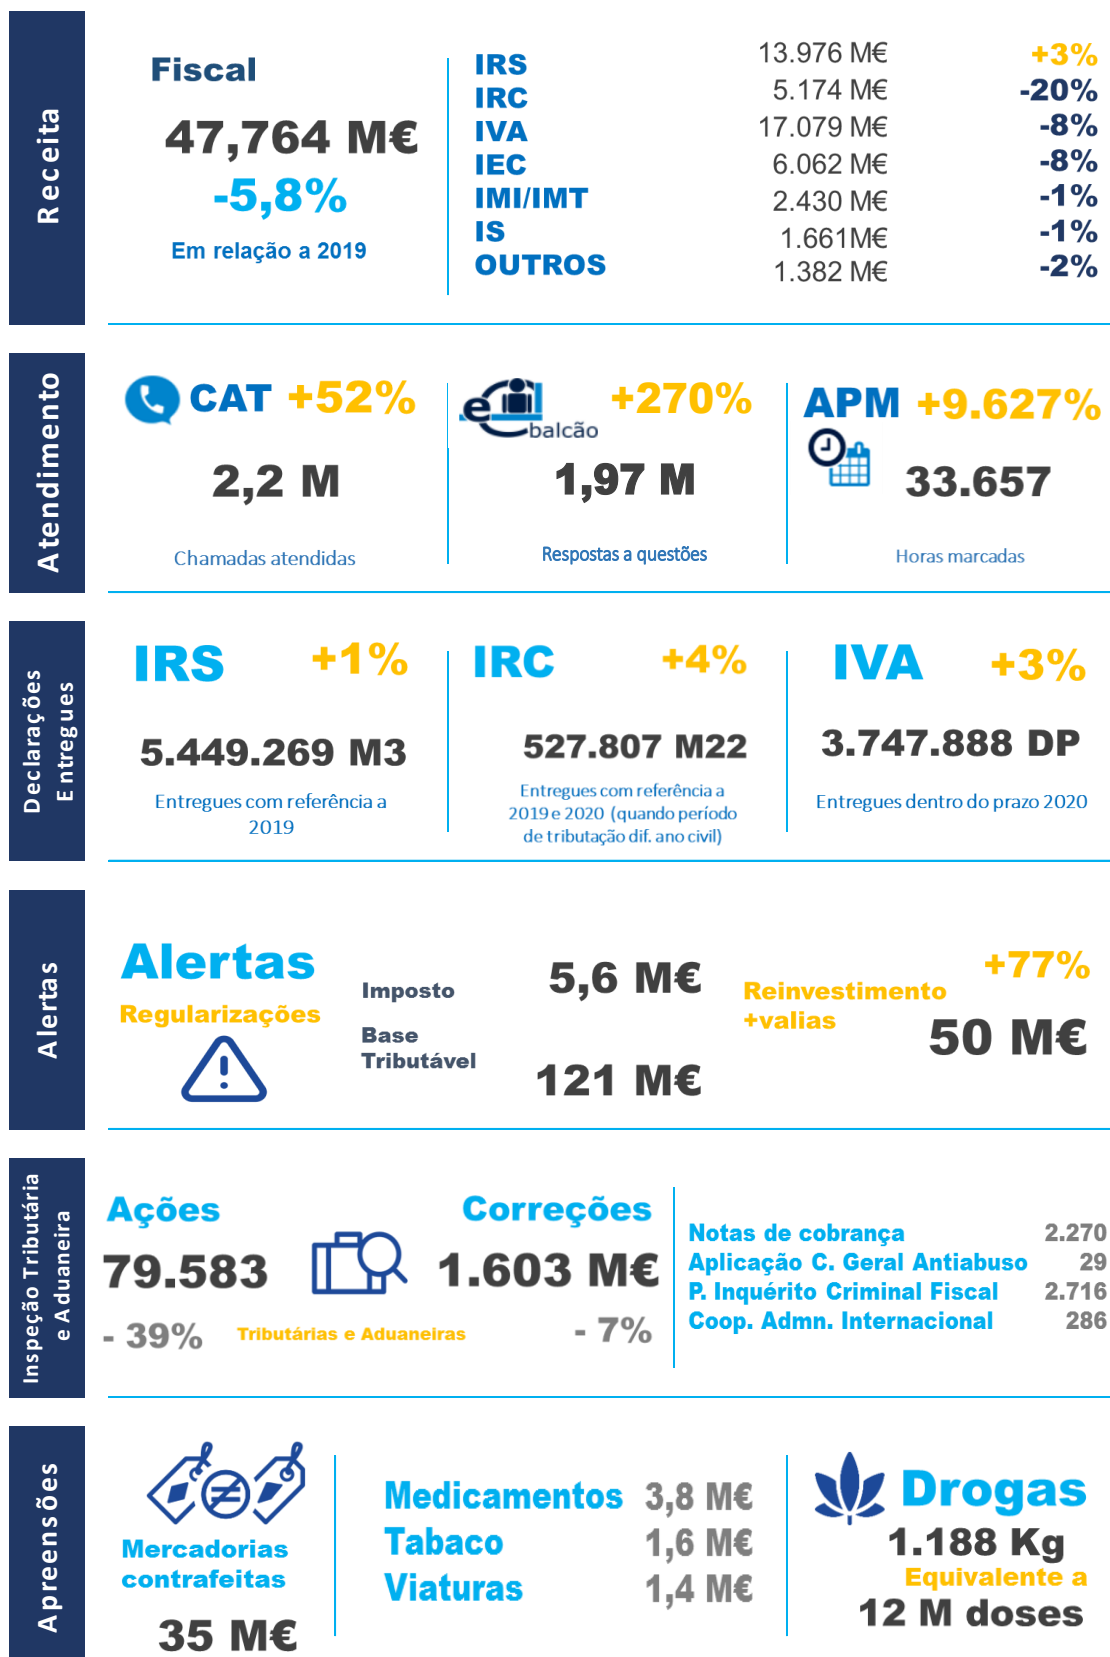 Receita
Fiscal
47,764 M€
-5,8%
Em relação a 2019
IRS 13.976 M€ +3%
IRC 5.174 M€ -20%
IVA 17.079 M€ -8%
IEC 6.062 M€ -8%
IMI/IMT 2.430 M€ -1%
IS 1.661M€ -1%
OUTROS 1.382 M€ -2%
Atendimento
CAT +52%
2,2 M
Chamadas atendidas
e balcão +270%
1,97 M
Respostas a questões
APM +9.627%
33.657
Horas marcadas
Declarações
Entregues
IRS +1%
5.449.269 M3
Entregues com referência a
2019
IRC +4%
527.807 M22
Entregues com referência a
2019 e 2020 (quando período
de tributação dif. ano civil)
IVA +3%
3.747.888 DP
Entregues dentro do prazo 2020
Alertas
Alertas
Regularizações
Imposto 5,6 M€
Base
Tributável
121 M€
+77%
Reinvestimento
+valias
50 M€
Inspeção Tributária
e Aduaneira
Ações
79.583
- 39%
Tributárias e Aduaneiras
Correções
1.603 M€
- 7%
Notas de cobrança 2.270
Aplicação C. Geral Antiabuso 29
P. Inquérito Criminal Fiscal 2.716
Coop. Admn. Internacional 286
Apreensões
Mercadorias
contrafeitas
35 M€
Medicamentos 3,8 M€
Tabaco 1,6 M€
Viaturas 1,4 M€
Drogas
1.188 Kg
Equivalente a
12 M doses